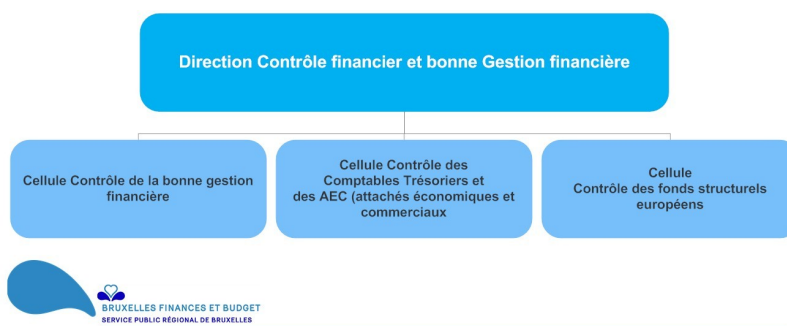 Direction Contrôle financier et bonne Gestion financière
Cellule Contrôle de la bonne gestion
financière
Cellule Contrôle des
Comptables Trésoriers et
des AEC (attachés économiques et
commerciaux
Cellule
Contrôle des fonds structurels
européens
BRUXELLES FINANCES ET BUDGET
SERVICE PUBLIC RÉGIONAL DE BRUXELLES